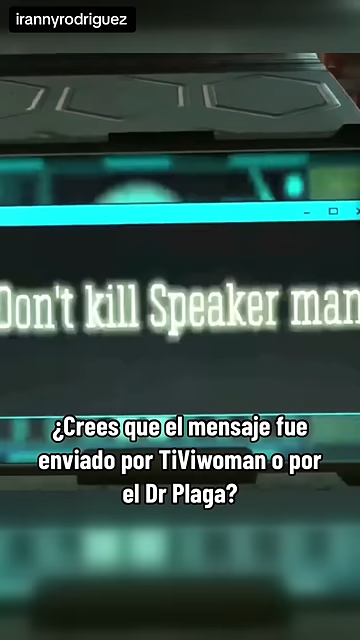 irannyrodriguez
Don't kill Speaker man
¿Crees que el mensaje fue
enviado por TiViwoman o por
el Dr Plaga?